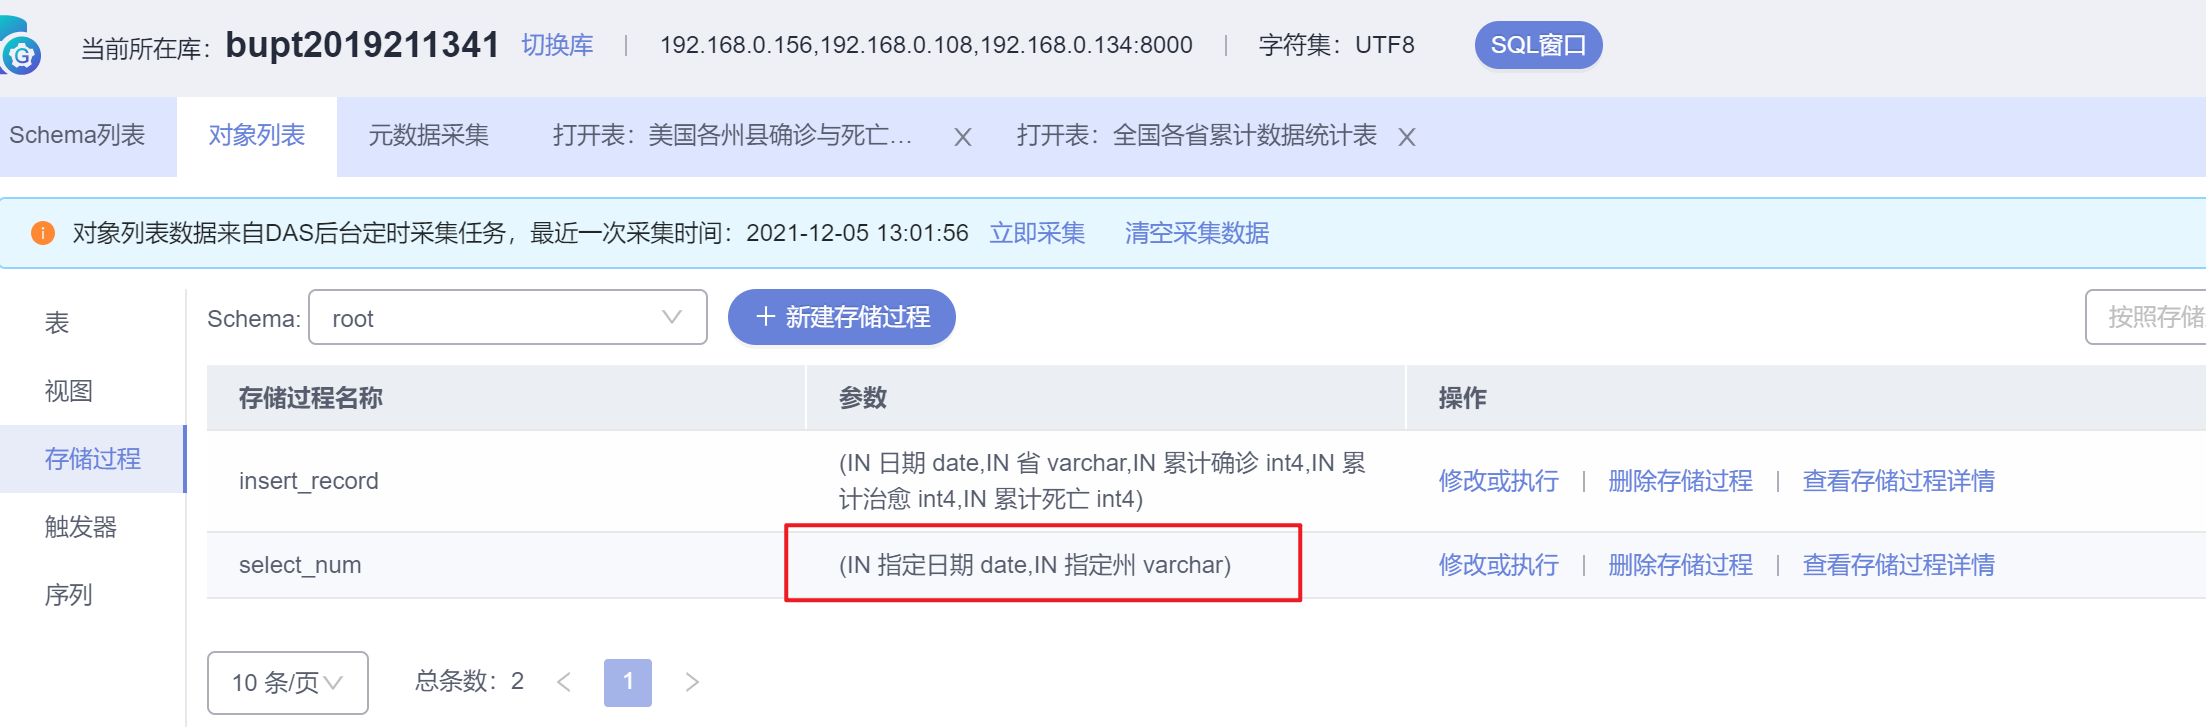 当前所在库：bupt2019211341 切换库 | 192.168.0.156,192.168.0.108,192.168.0.134:8000 | 字符集：UTF8 SQL窗口
Schema列表 对象列表 元数据采集 打开表：美国各州县确诊与死亡... X 打开表：全国各省累计数据统计表 X
对象列表数据来自DAS后台定时采集任务，最近一次采集时间：2021-12-05 13:01:56 立即采集 清空采集数据
表
视图
存储过程
触发器
序列
Schema: root + 新建存储过程 按照存储
存储过程名称 参数 操作
insert_record (IN 日期 date,IN 省 varchar,IN 累计确诊 int4,IN 累
计治愈 int4,IN 累计死亡 int4) 修改或执行 | 删除存储过程 | 查看存储过程详情
select_num (IN 指定日期 date,IN 指定州 varchar) 修改或执行 | 删除存储过程 | 查看存储过程详情
10 条/页 总条数：2 < 1 >